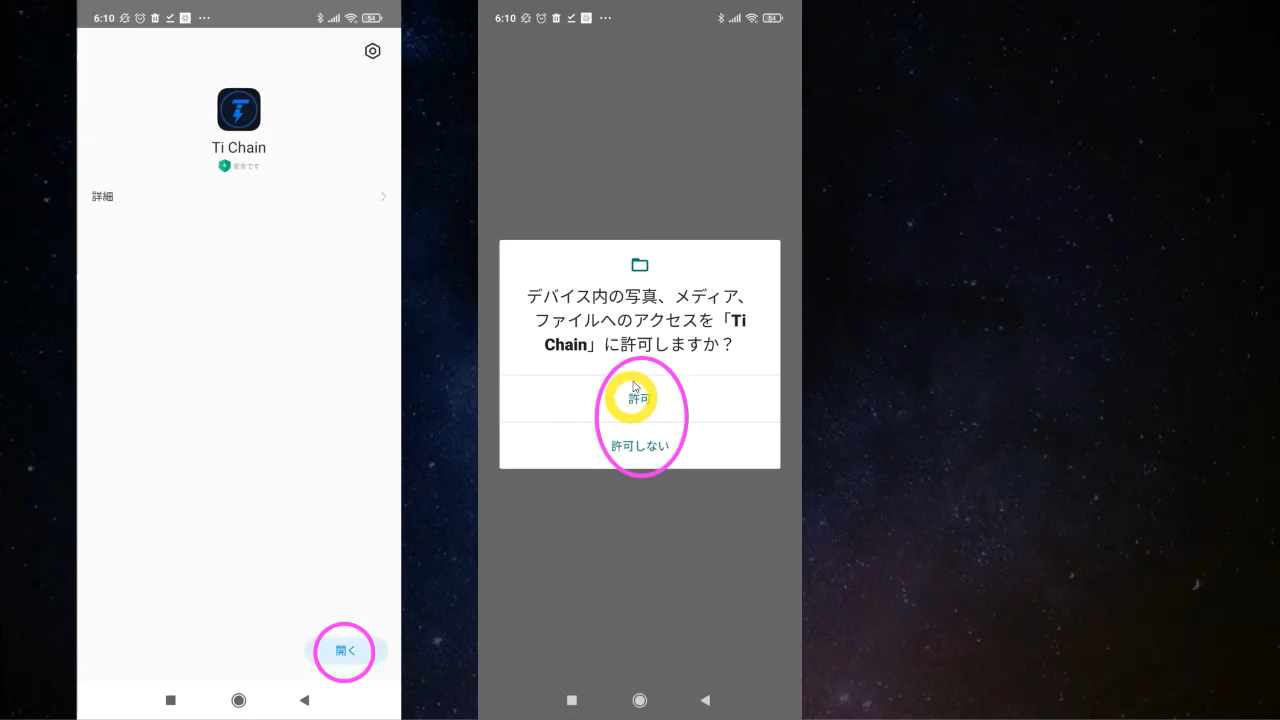 6:10
54
Ti Chain
安全です
詳細
開く
6:10
54
デバイス内の写真、メディア、
ファイルへのアクセスを「Ti
Chain」に許可しますか？
許可
許可しない